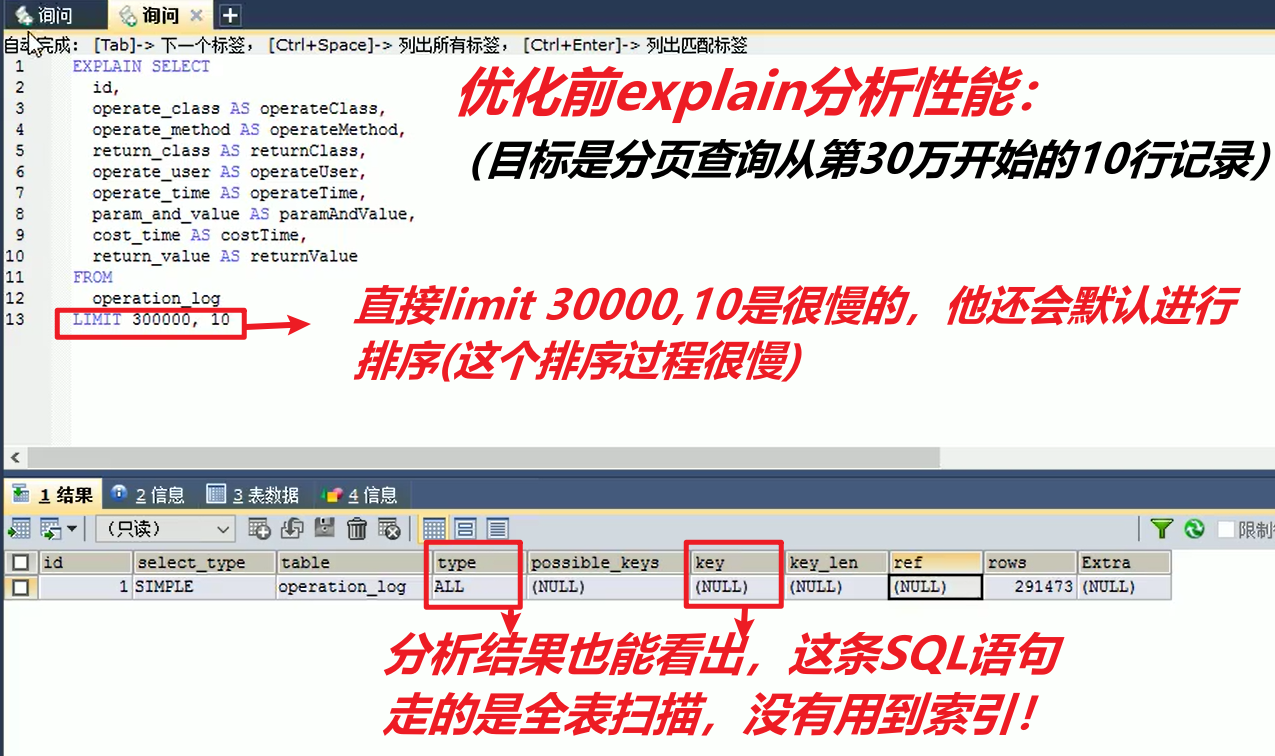 询问 询问
自动完成: [Tab]-> 下一个标签, [Ctrl+Space]-> 列出所有标签, [Ctrl+Enter]-> 列出匹配标签
1 EXPLAIN SELECT
2 id,
3 operate_class AS operateClass,
4 operate_method AS operateMethod,
5 return_class AS returnClass,
6 operate_user AS operateUser,
7 operate_time AS operateTime,
8 param_and_value AS paramAndValue,
9 cost_time AS costTime,
10 return_value AS returnValue
11 FROM
12 operation_log
13 LIMIT 300000, 10
优化前explain分析性能：
(目标是分页查询从第30万开始的10行记录)
直接limit 30000,10是很慢的，他还会默认进行
排序(这个排序过程很慢)
1 结果 2 信息 3 表数据 4 信息
(只读) 限制
id select_type table type possible_keys key key_len ref rows Extra
1 SIMPLE operation_log ALL (NULL) (NULL) (NULL) (NULL) 291473 (NULL)
分析结果也能看出，这条SQL语句
走的是全表扫描，没有用到索引！